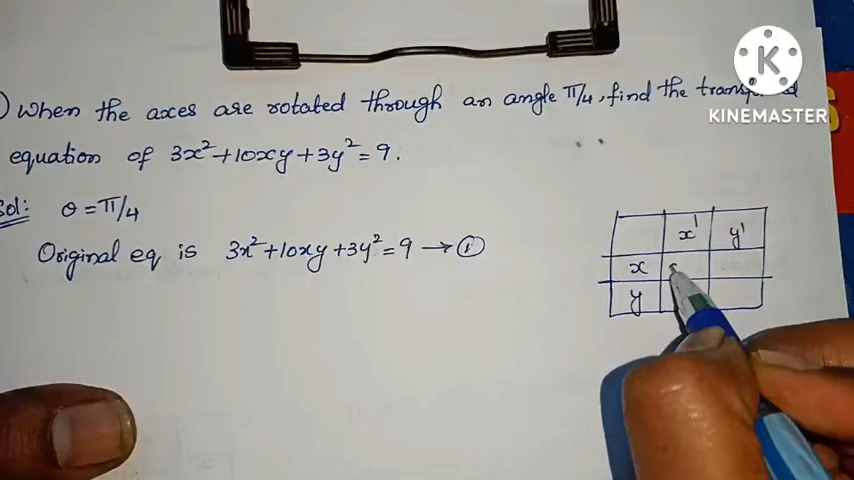 ) When the axes are rotated through an angle π/4, find the
equation of 3x²+10xy+3y²=9.
Sol: θ = π/4
Original eq is 3x²+10xy+3y²=9 → ①
x' y'
x
y
K
KINEMASTER